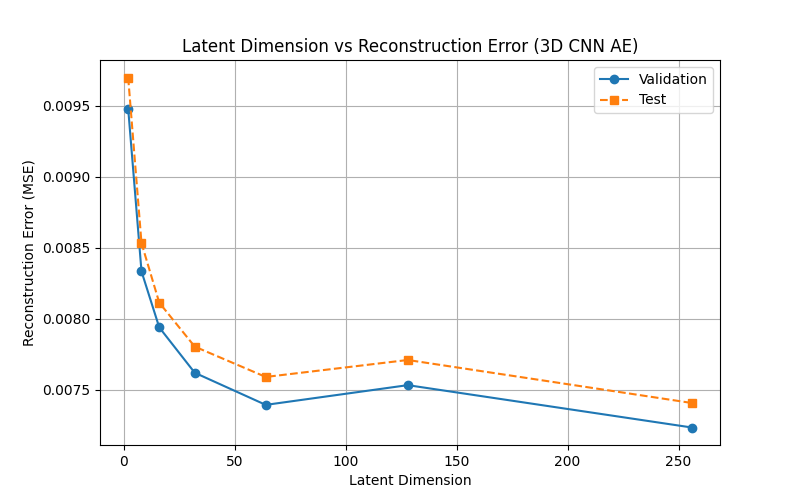 Latent Dimension vs Reconstruction Error (3D CNN AE)
Validation
Test
Reconstruction Error (MSE)
0.0095
0.0090
0.0085
0.0080
0.0075
0 50 100 150 200 250
Latent Dimension